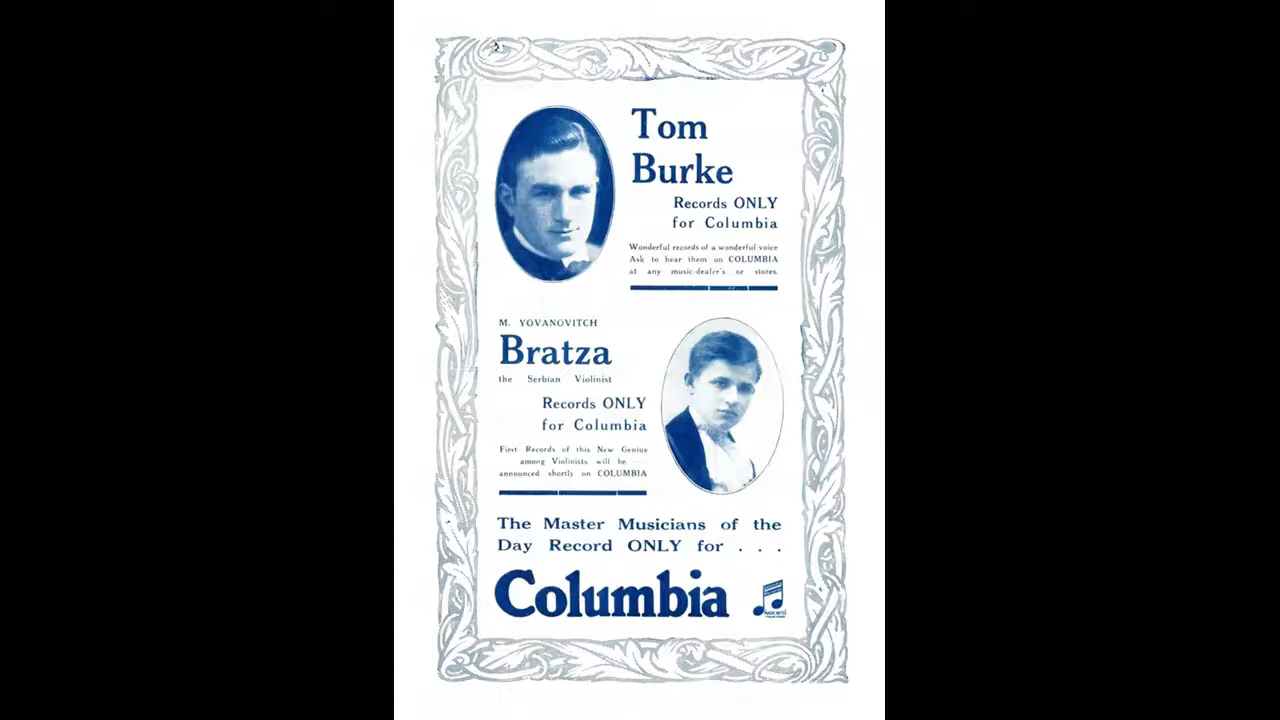 Tom
Burke
Records ONLY
for Columbia
Wonderful records of a wonderful voice
Ask to hear them on COLUMBIA
at any music-dealer's or stores.
M. YOVANOVITCH
Bratza
the Serbian Violinist
Records ONLY
for Columbia
First Records of this New Genius
among Violinists will be
announced shortly on COLUMBIA
The Master Musicians of the
Day Record ONLY for . . .
Columbia